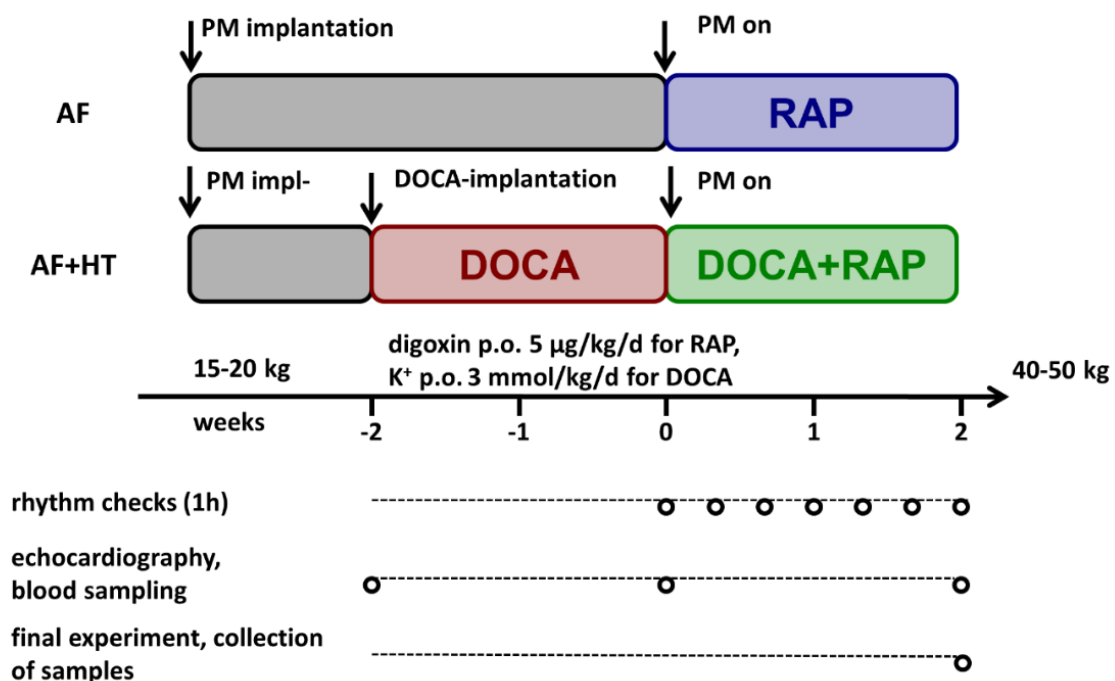 PM implantation
PM on
AF
RAP
PM impl-
DOCA-implantation
PM on
AF+HT
DOCA
DOCA+RAP
digoxin p.o. 5 µg/kg/d for RAP,
15-20 kg
K⁺ p.o. 3 mmol/kg/d for DOCA
40-50 kg
weeks
-2
-1
0
1
2
rhythm checks (1h)
echocardiography,
blood sampling
final experiment, collection
of samples